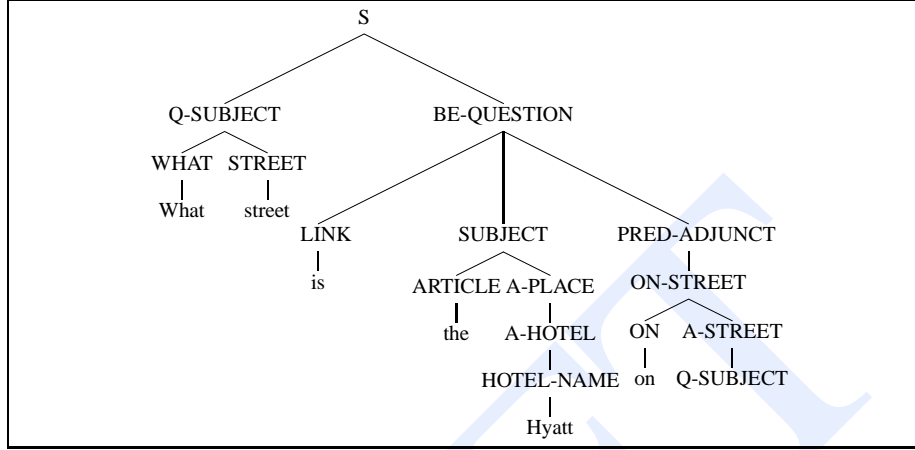 S
Q-SUBJECT BE-QUESTION
WHAT STREET
What street
LINK SUBJECT PRED-ADJUNCT
is ARTICLE A-PLACE ON-STREET
the A-HOTEL ON A-STREET
HOTEL-NAME on Q-SUBJECT
Hyatt